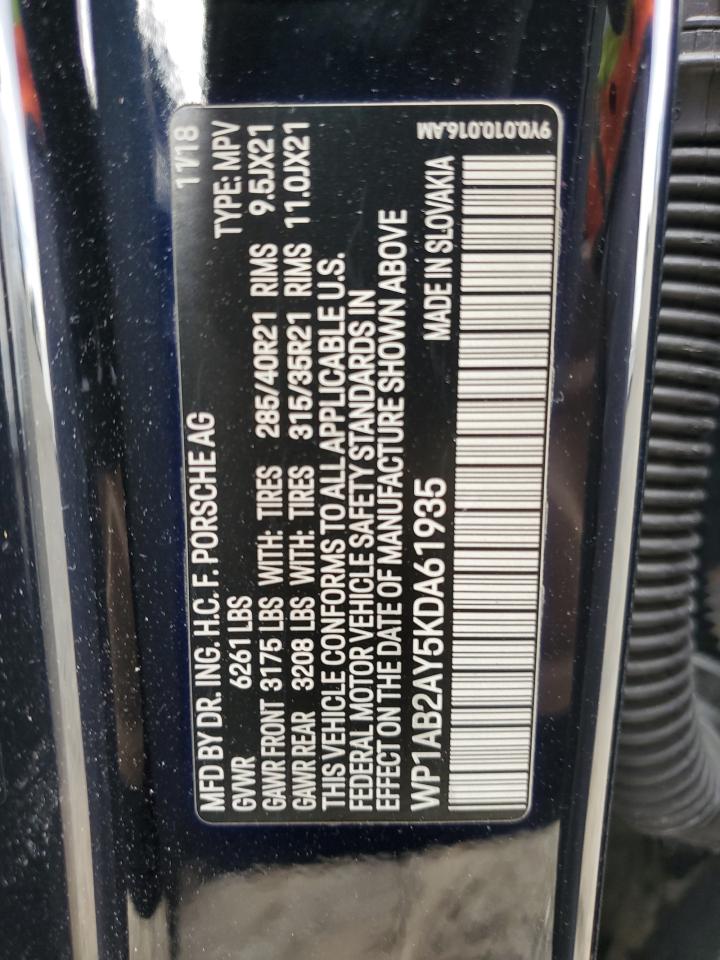 MFD BY DR. ING. H.C. F. PORSCHE AG 11/18
GVWR 6261 LBS TYPE: MPV
GAWR FRONT 3175 LBS WITH: TIRES 285/40R21 RIMS 9.5JX21
GAWR REAR 3208 LBS WITH: TIRES 315/35R21 RIMS 11.0JX21
THIS VEHICLE CONFORMS TO ALL APPLICABLE U.S.
FEDERAL MOTOR VEHICLE SAFETY STANDARDS IN
EFFECT ON THE DATE OF MANUFACTURE SHOWN ABOVE
WP1AB2AY5KDA61935 MADE IN SLOVAKIA
9Y0.010.016.AM